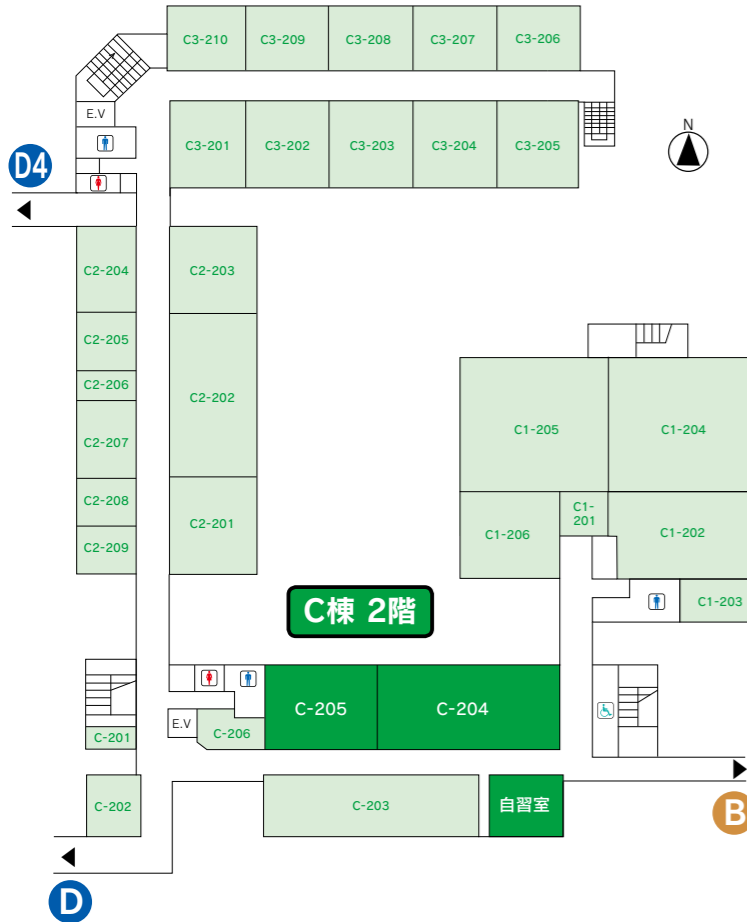 C3-210
C3-209
C3-208
C3-207
C3-206
E.V
C3-201
C3-202
C3-203
C3-204
C3-205
N
D4
C2-204
C2-203
C2-205
C2-206
C2-202
C2-207
C1-205
C1-204
C2-208
C2-201
C1-
201
C1-206
C1-202
C2-209
C1-203
C棟 2階
C-205
C-204
E.V
C-206
C-201
C-202
C-203
自習室
B
D